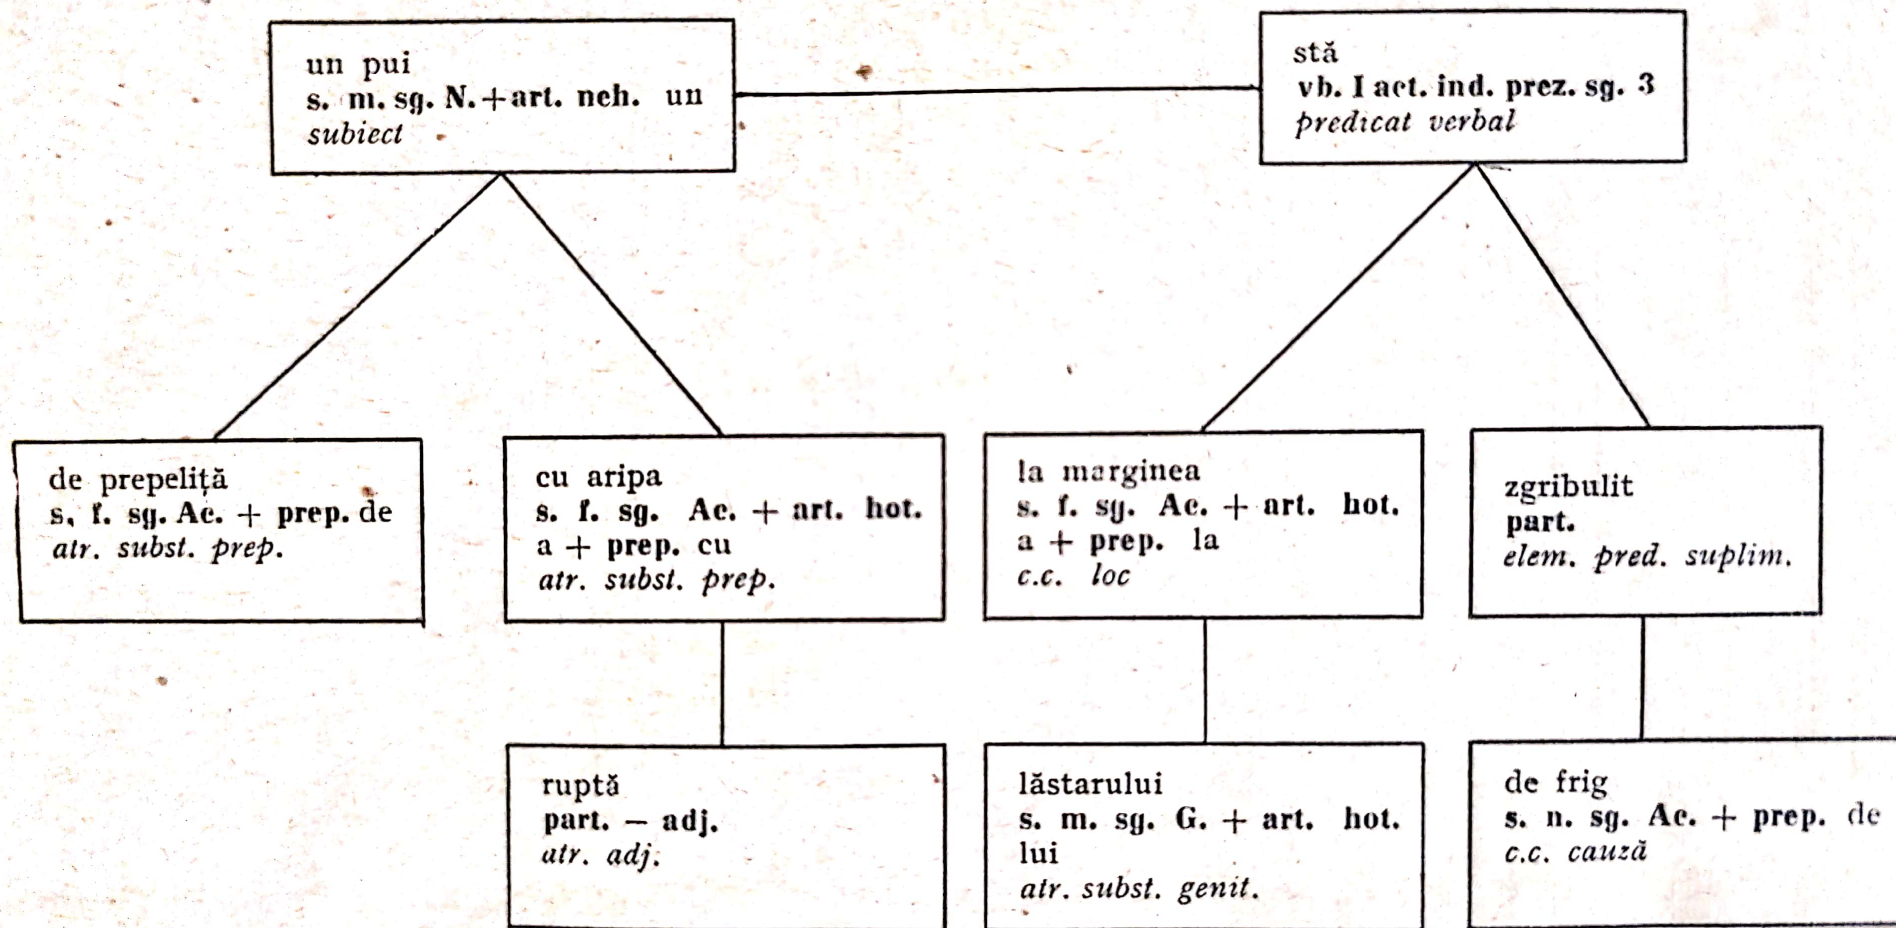 un pui
s. m. sg. N. + art. neh. un
subiect
stă
vb. I act. ind. prez. sg. 3
predicat verbal
de prepeliță
s. f. sg. Ac. + prep. de
atr. subst. prep.
cu aripa
s. f. sg. Ac. + art. hot.
a + prep. cu
atr. subst. prep.
la marginea
s. f. sg. Ac. + art. hot.
a + prep. la
c.c. loc
zgribulit
part.
elem. pred. suplim.
ruptă
part. — adj.
atr. adj.
lăstarului
s. m. sg. G. + art. hot.
lui
atr. subst. genit.
de frig
s. n. sg. Ac. + prep. de
c.c. cauză